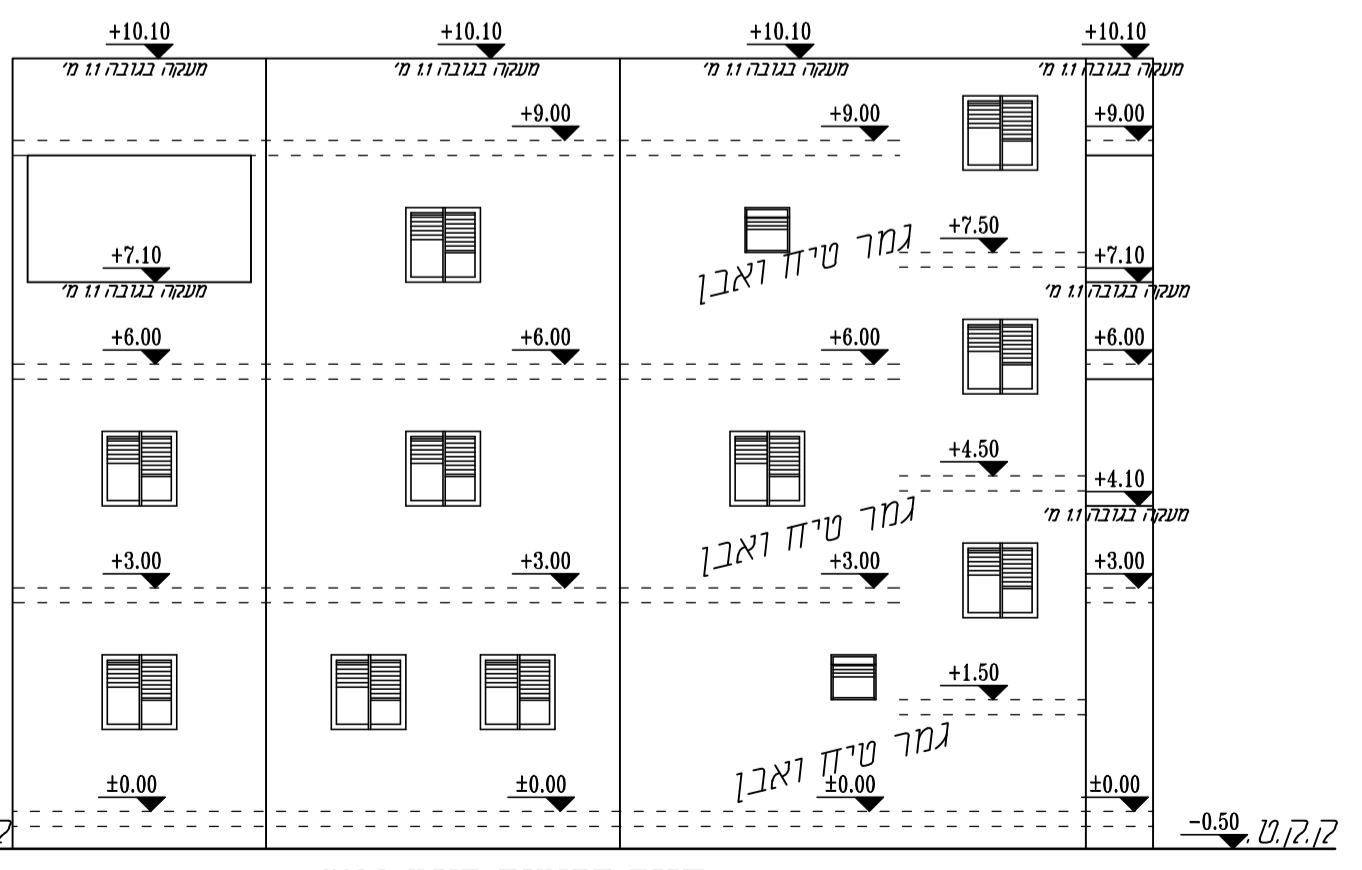 +10.10 +10.10 +10.10 +10.10
מעקה בגובה 1.1 מ' מעקה בגובה 1.1 מ' מעקה בגובה 1.1 מ' מעקה בגובה 1.1 מ'
+9.00 +9.00 +9.00
+7.50
גמר טיח ואבן
+7.10 +7.10
מעקה בגובה 1.1 מ' מעקה בגובה 1.1 מ'
+6.00 +6.00 +6.00 +6.00
+4.50
+4.10
מעקה בגובה 1.1 מ'
גמר טיח ואבן
+3.00 +3.00 +3.00 +3.00
+1.50
גמר טיח ואבן
±0.00 ±0.00 ±0.00 ±0.00
-0.50 ק.ק.ט.